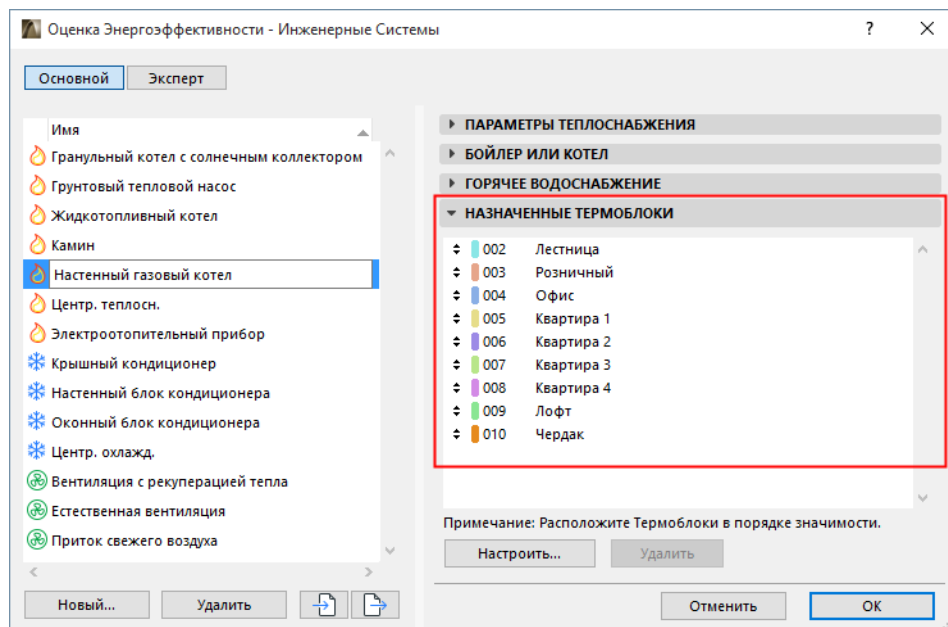 Оценка Энергоэффективности - Инженерные Системы
?
Основной
Эксперт
Имя
Гранульный котел с солнечным коллектором
Грунтовый тепловой насос
Жидкотопливный котел
Камин
Настенный газовый котел
Центр. теплосн.
Электроотопительный прибор
Крышный кондиционер
Настенный блок кондиционера
Оконный блок кондиционера
Центр. охлажд.
Вентиляция с рекуперацией тепла
Естественная вентиляция
Приток свежего воздуха
Новый...
Удалить
ПАРАМЕТРЫ ТЕПЛОСНАБЖЕНИЯ
БОЙЛЕР ИЛИ КОТЕЛ
ГОРЯЧЕЕ ВОДОСНАБЖЕНИЕ
НАЗНАЧЕННЫЕ ТЕРМОБЛОКИ
002 Лестница
003 Розничный
004 Офис
005 Квартира 1
006 Квартира 2
007 Квартира 3
008 Квартира 4
009 Лофт
010 Чердак
Примечание: Расположите Термоблоки в порядке значимости.
Настроить...
Удалить
Отменить
OK